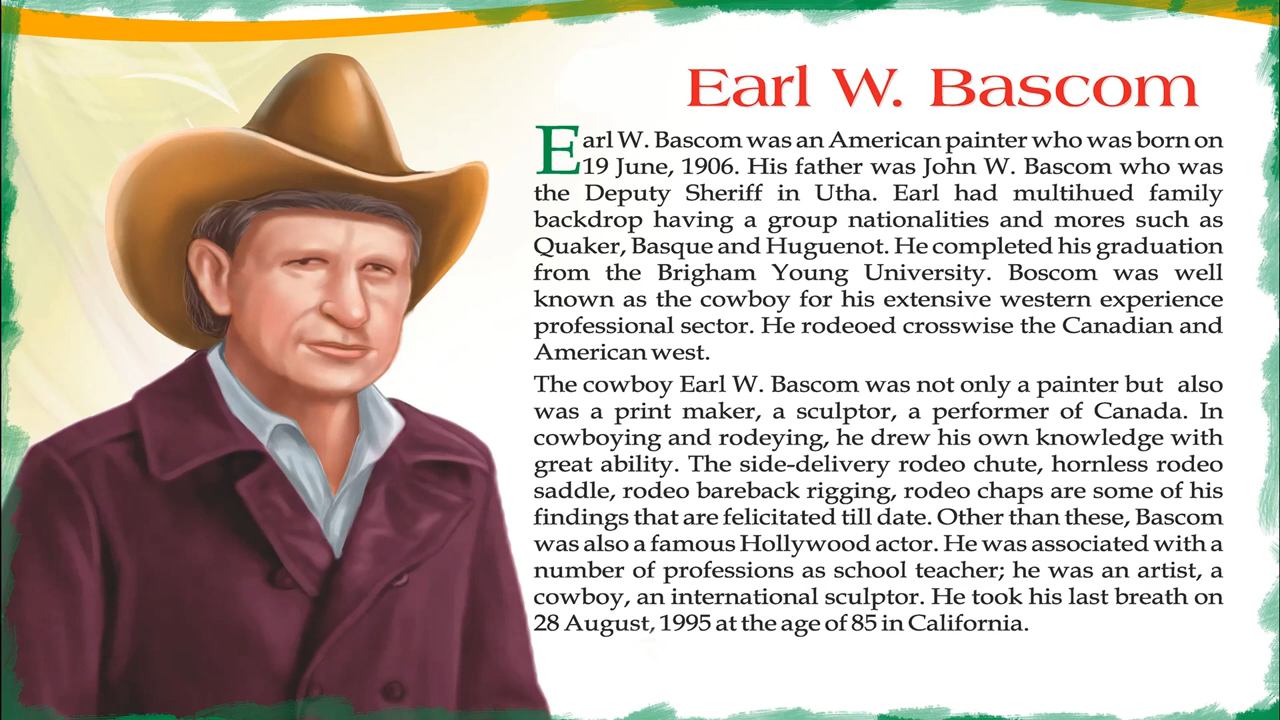 Earl W. Bascom
Earl W. Bascom was an American painter who was born on
19 June, 1906. His father was John W. Bascom who was
the Deputy Sheriff in Utha. Earl had multihued family
backdrop having a group nationalities and mores such as
Quaker, Basque and Huguenot. He completed his graduation
from the Brigham Young University. Boscom was well
known as the cowboy for his extensive western experience
professional sector. He rodeoed crosswise the Canadian and
American west.
The cowboy Earl W. Bascom was not only a painter but also
was a print maker, a sculptor, a performer of Canada. In
cowboying and rodeying, he drew his own knowledge with
great ability. The side-delivery rodeo chute, hornless rodeo
saddle, rodeo bareback rigging, rodeo chaps are some of his
findings that are felicitated till date. Other than these, Bascom
was also a famous Hollywood actor. He was associated with a
number of professions as school teacher; he was an artist, a
cowboy, an international sculptor. He took his last breath on
28 August, 1995 at the age of 85 in California.